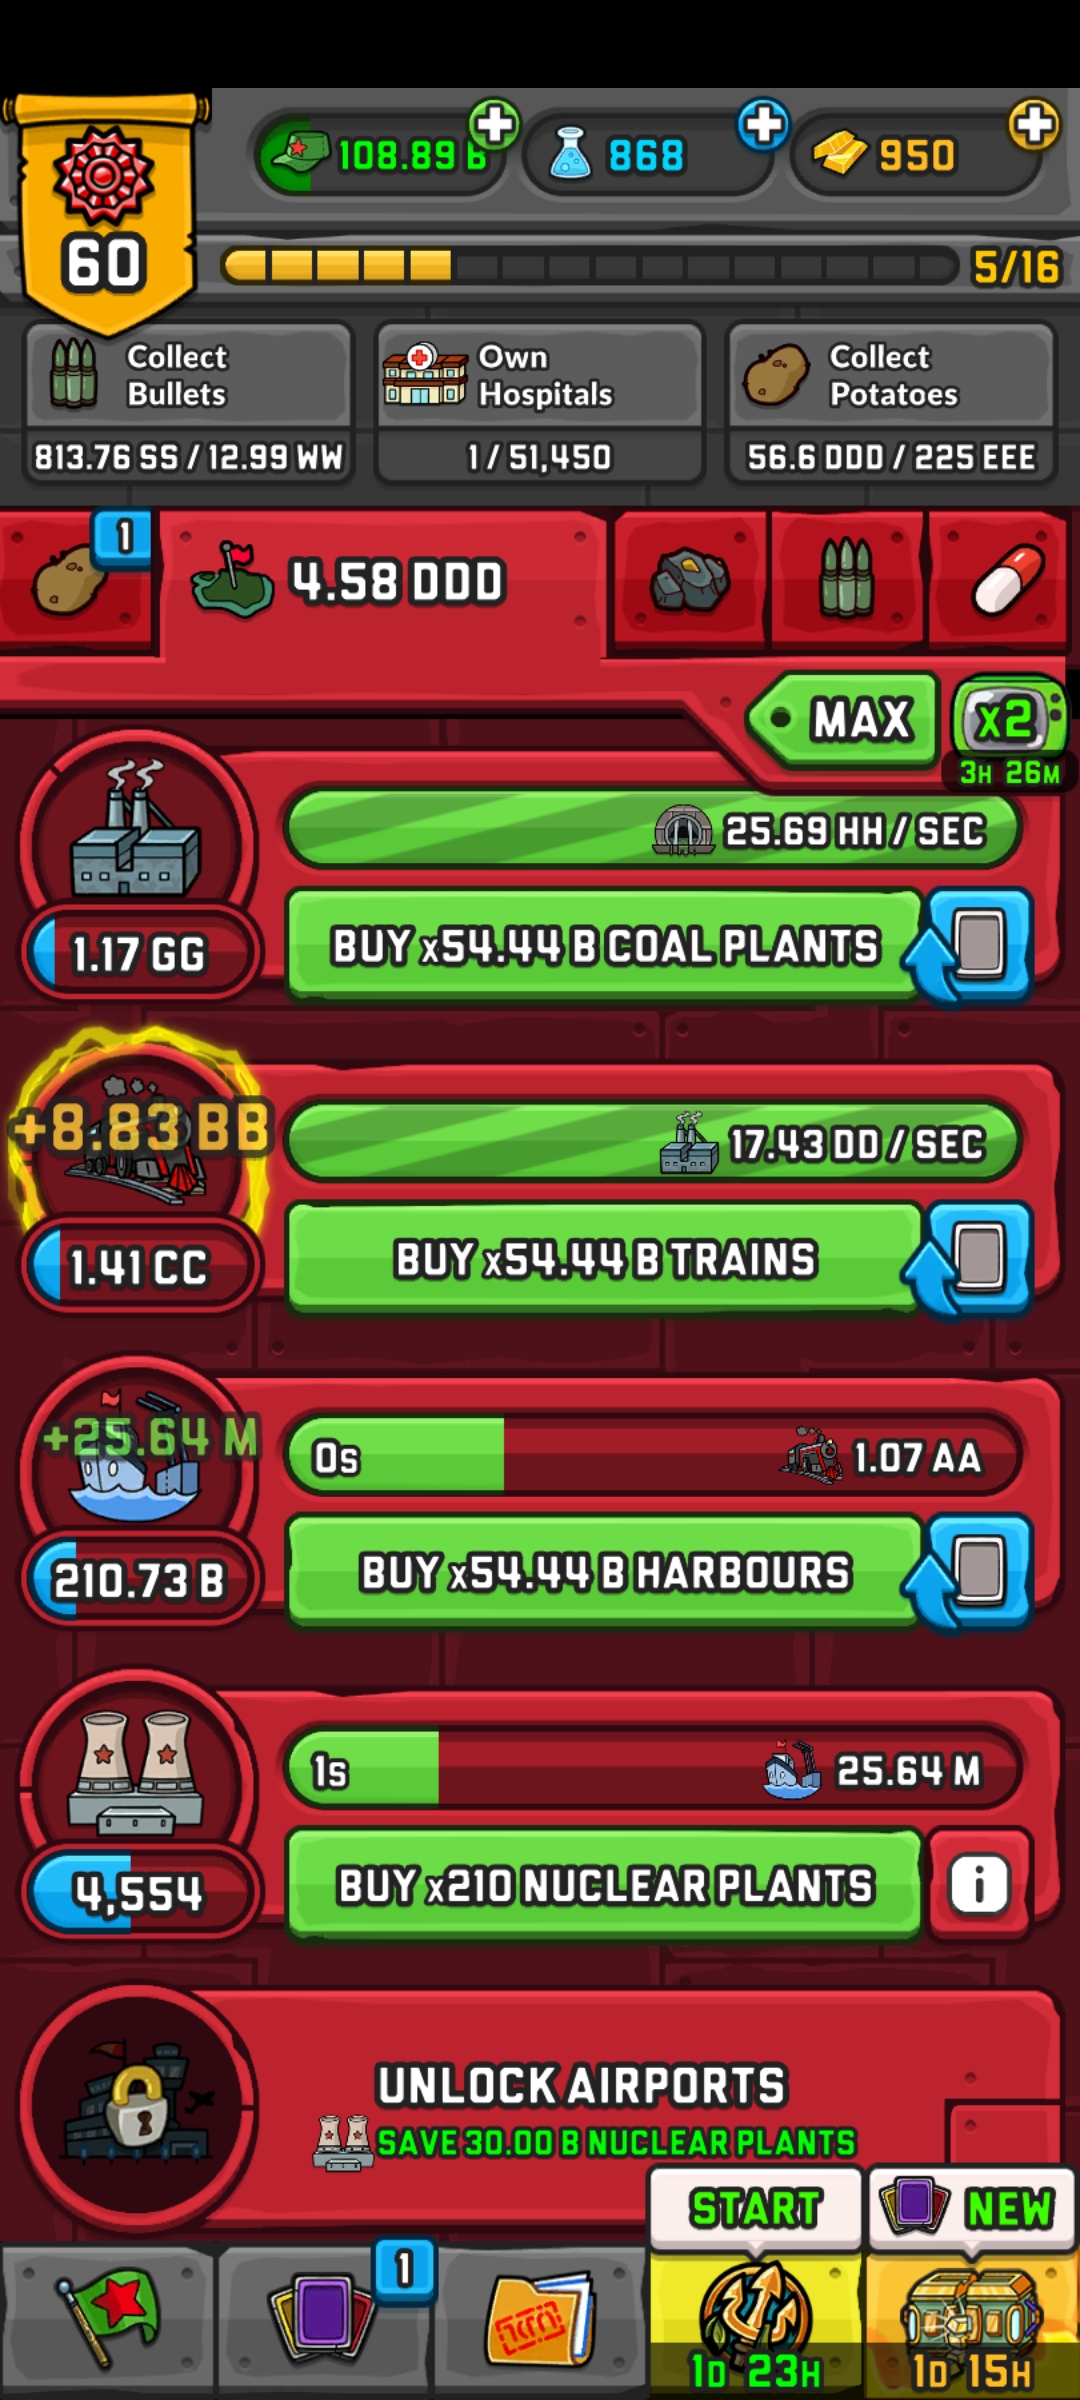 60
108.89 B
868
950
5/16
Collect
Bullets
813.76 SS / 12.99 WW
Own
Hospitals
1 / 51,450
Collect
Potatoes
56.6 DDD / 225 EEE
1
4.58 DDD
MAX
x2
3H 26M
25.69 HH / SEC
1.17 GG
BUY x54.44 B COAL PLANTS
+8.83 BB
17.43 DD / SEC
1.41 CC
BUY x54.44 B TRAINS
+25.64 M
0s
1.07 AA
210.73 B
BUY x54.44 B HARBOURS
1s
25.64 M
4,554
BUY x210 NUCLEAR PLANTS
i
UNLOCK AIRPORTS
SAVE 30.00 B NUCLEAR PLANTS
START
NEW
1
1D 23H
1D 15H